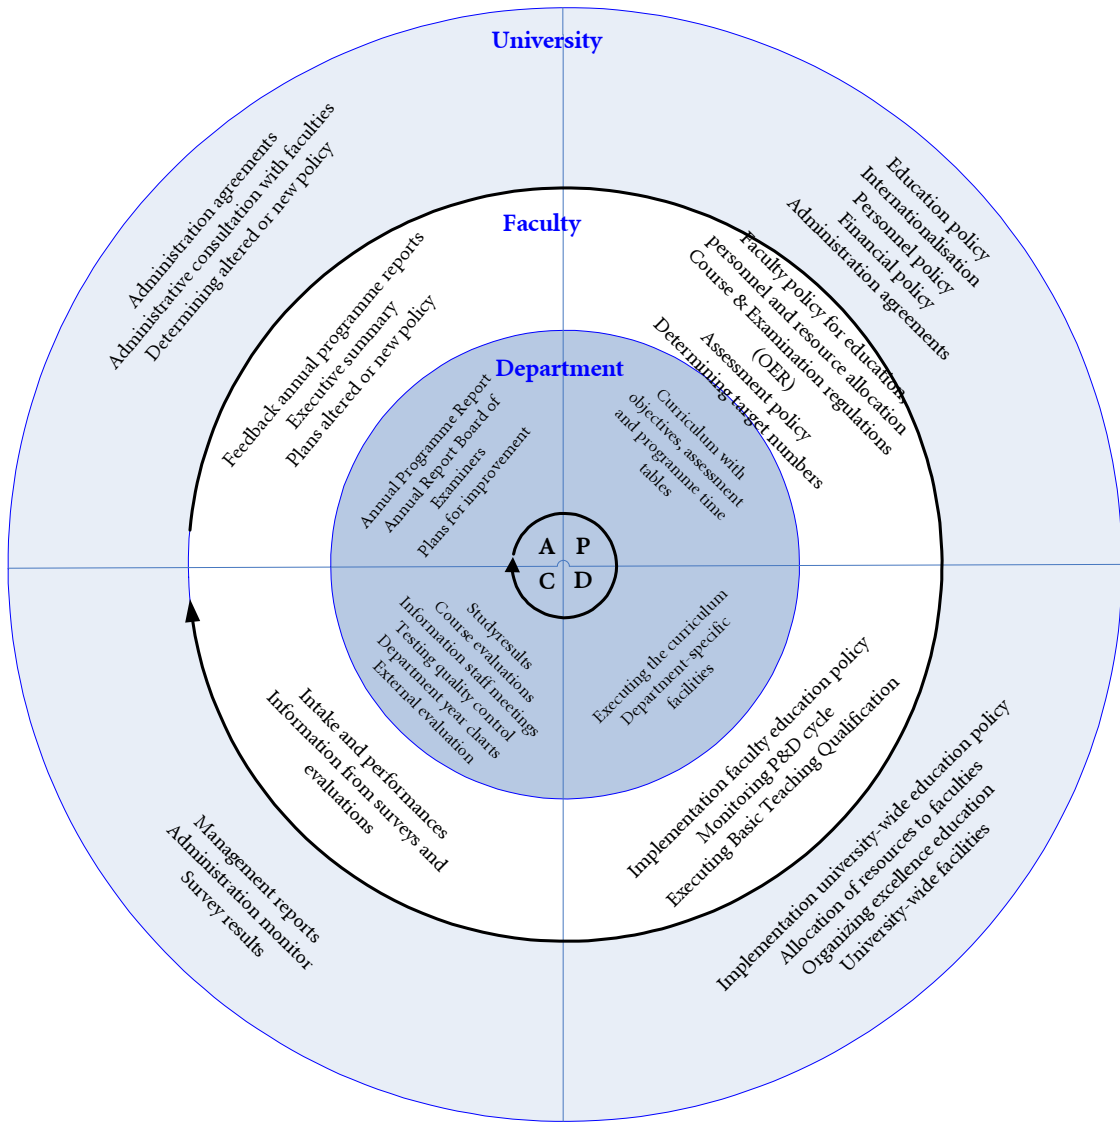 University
Administration agreements
Administrative consultation with faculties
Determining altered or new policy
Education policy
Internationalisation
Personnel policy
Financial policy
Administration agreements
Faculty
Feedback annual programme reports
Executive summary
Plans altered or new policy
Faculty policy for education,
personnel and resource allocation
Course & Examination regulations
(OER)
Assessment policy
Determining target numbers
Department
Annual Programme Report
Annual Report Board of
Examiners
Plans for improvement
Curriculum with
objectives, assessment
and programme time
tables
A P
C D
Studyresults
Course evaluations
Information staff meetings
Testing quality control
Department year charts
External evaluation
Executing the curriculum
Department-specific
facilities
Intake and performances
Information from surveys and
evaluations
Implementation faculty education policy
Monitoring P&D cycle
Executing Basic Teaching Qualification
Management reports
Administration monitor
Survey results
Implementation university-wide education policy
Allocation of resources to faculties
Organizing excellence education
University-wide facilities